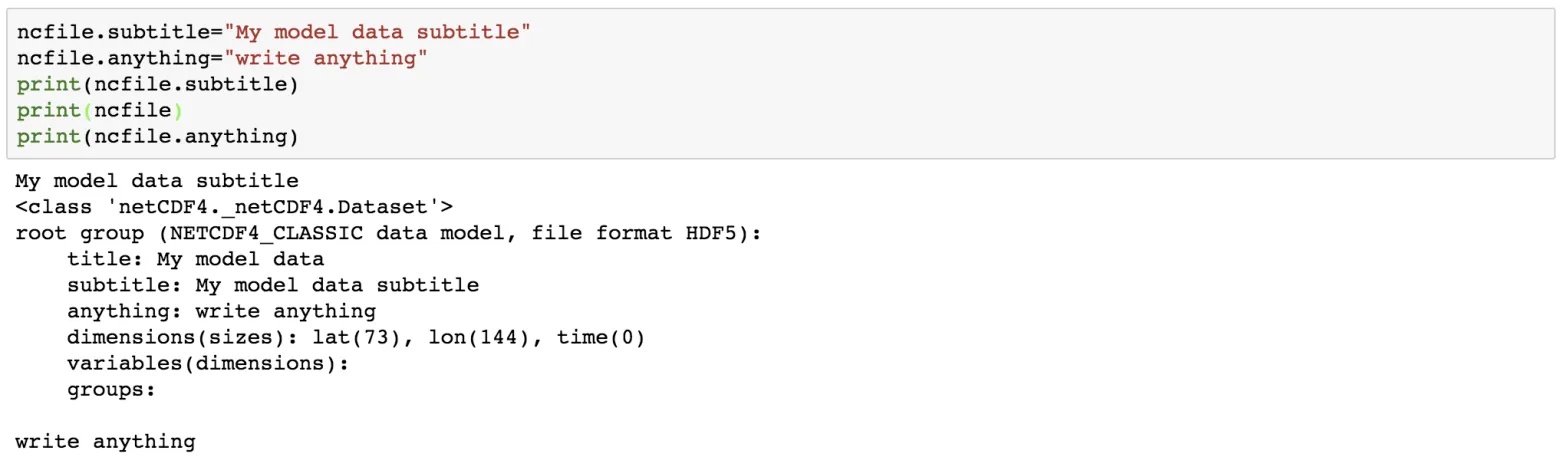 ncfile.subtitle="My model data subtitle"
ncfile.anything="write anything"
print(ncfile.subtitle)
print(ncfile)
print(ncfile.anything)
My model data subtitle
<class 'netCDF4._netCDF4.Dataset'>
root group (NETCDF4_CLASSIC data model, file format HDF5):
    title: My model data
    subtitle: My model data subtitle
    anything: write anything
    dimensions(sizes): lat(73), lon(144), time(0)
    variables(dimensions):
    groups:
write anything